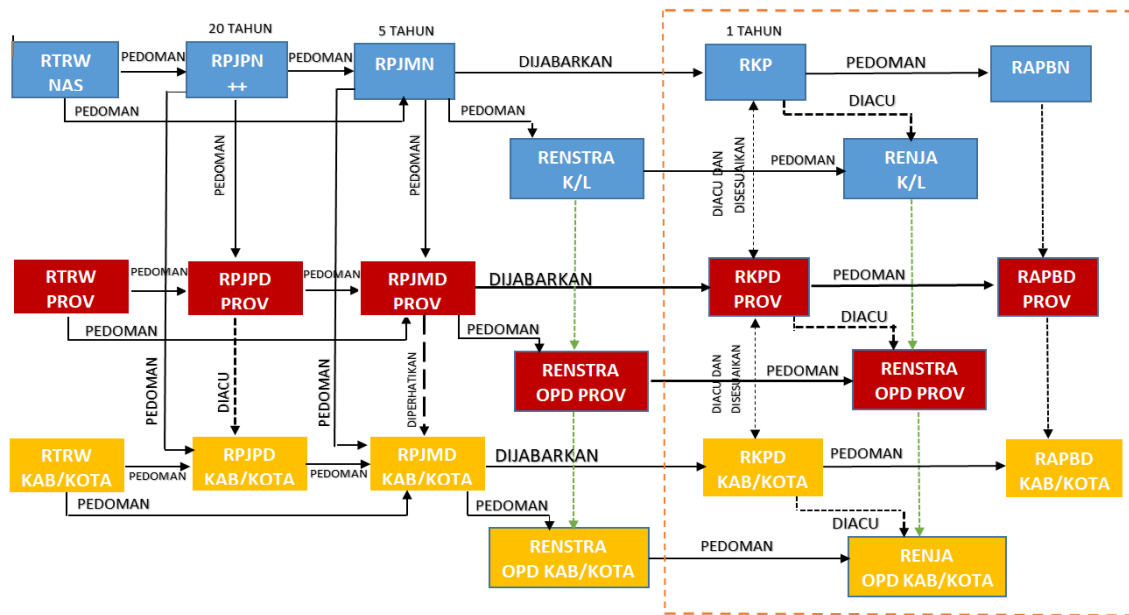 20 TAHUN
5 TAHUN
1 TAHUN
RTRW
NAS
PEDOMAN
RPJPN
++
PEDOMAN
RPJMN
DIJABARKAN
RKP
PEDOMAN
RAPBN
PEDOMAN
PEDOMAN
DIACU
PEDOMAN
PEDOMAN
RENSTRA
K/L
PEDOMAN
RENJA
K/L
DIACU DAN
DISESUAIKAN
RTRW
PROV
PEDOMAN
RPJPD
PROV
PEDOMAN
RPJMD
PROV
DIJABARKAN
RKPD
PROV
PEDOMAN
RAPBD
PROV
PEDOMAN
PEDOMAN
DIACU
PEDOMAN
DIACU
PEDOMAN
DIPERHATIKAN
RENSTRA
OPD PROV
PEDOMAN
RENSTRA
OPD PROV
DIACU DAN
DISESUAIKAN
RTRW
KAB/KOTA
PEDOMAN
RPJPD
KAB/KOTA
PEDOMAN
RPJMD
KAB/KOTA
DIJABARKAN
RKPD
KAB/KOTA
PEDOMAN
RAPBD
KAB/KOTA
PEDOMAN
PEDOMAN
DIACU
RENSTRA
OPD KAB/KOTA
PEDOMAN
RENJA
OPD KAB/KOTA